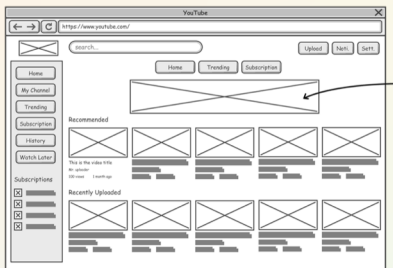 YouTube
https://www.youtube.com/
search...
Upload Noti. Sett.
Home Trending Subscription
Home
My Channel
Trending
Subscription
History
Watch Later
Subscriptions
Recommended
This is the video title
Mr. uploader
100 views 1 month ago
Recently Uploaded